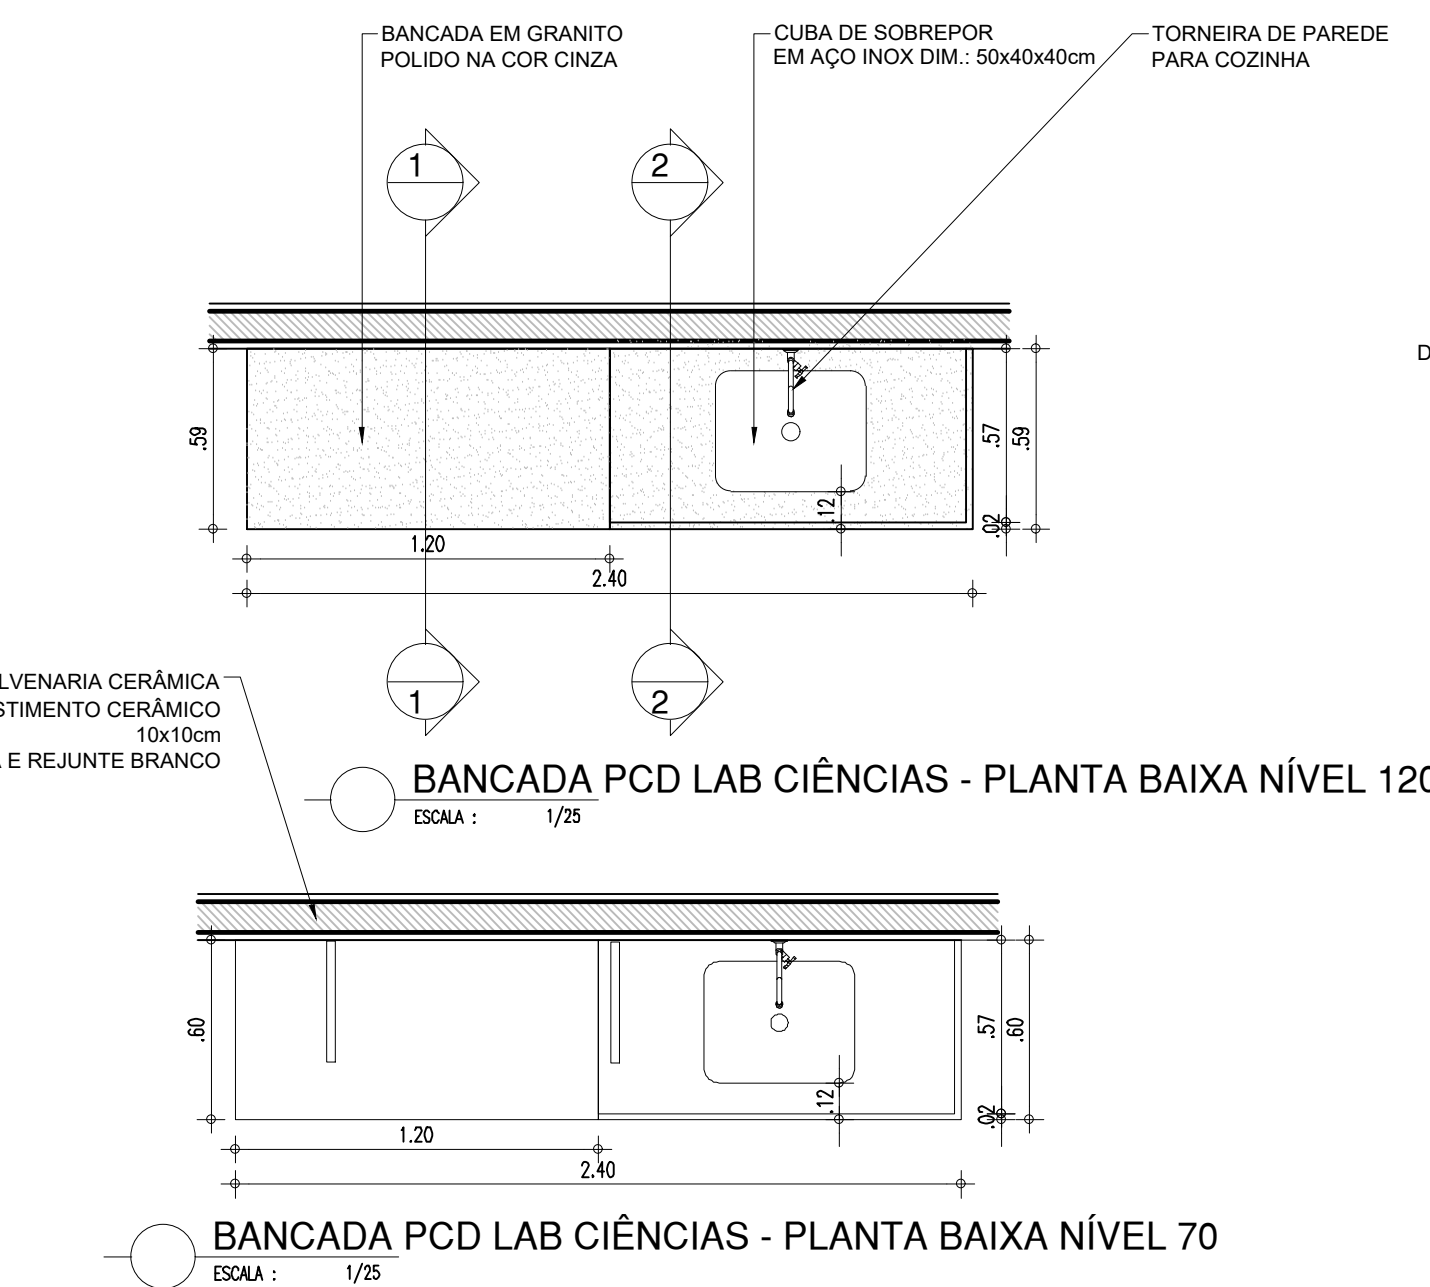 BANCADA EM GRANITO
POLIDO NA COR CINZA
CUBA DE SOBREPOR
EM AÇO INOX DIM.: 50x40x40cm
TORNEIRA DE PAREDE
PARA COZINHA
1
2
D
.59
.12
.57
.59
.02
1.20
2.40
1
2
LVENARIA CERÂMICA
STIMENTO CERÂMICO
10x10cm
E REJUNTE BRANCO
BANCADA PCD LAB CIÊNCIAS - PLANTA BAIXA NÍVEL 120
ESCALA : 1/25
.60
.12
.57
.60
.02
1.20
2.40
BANCADA PCD LAB CIÊNCIAS - PLANTA BAIXA NÍVEL 70
ESCALA : 1/25